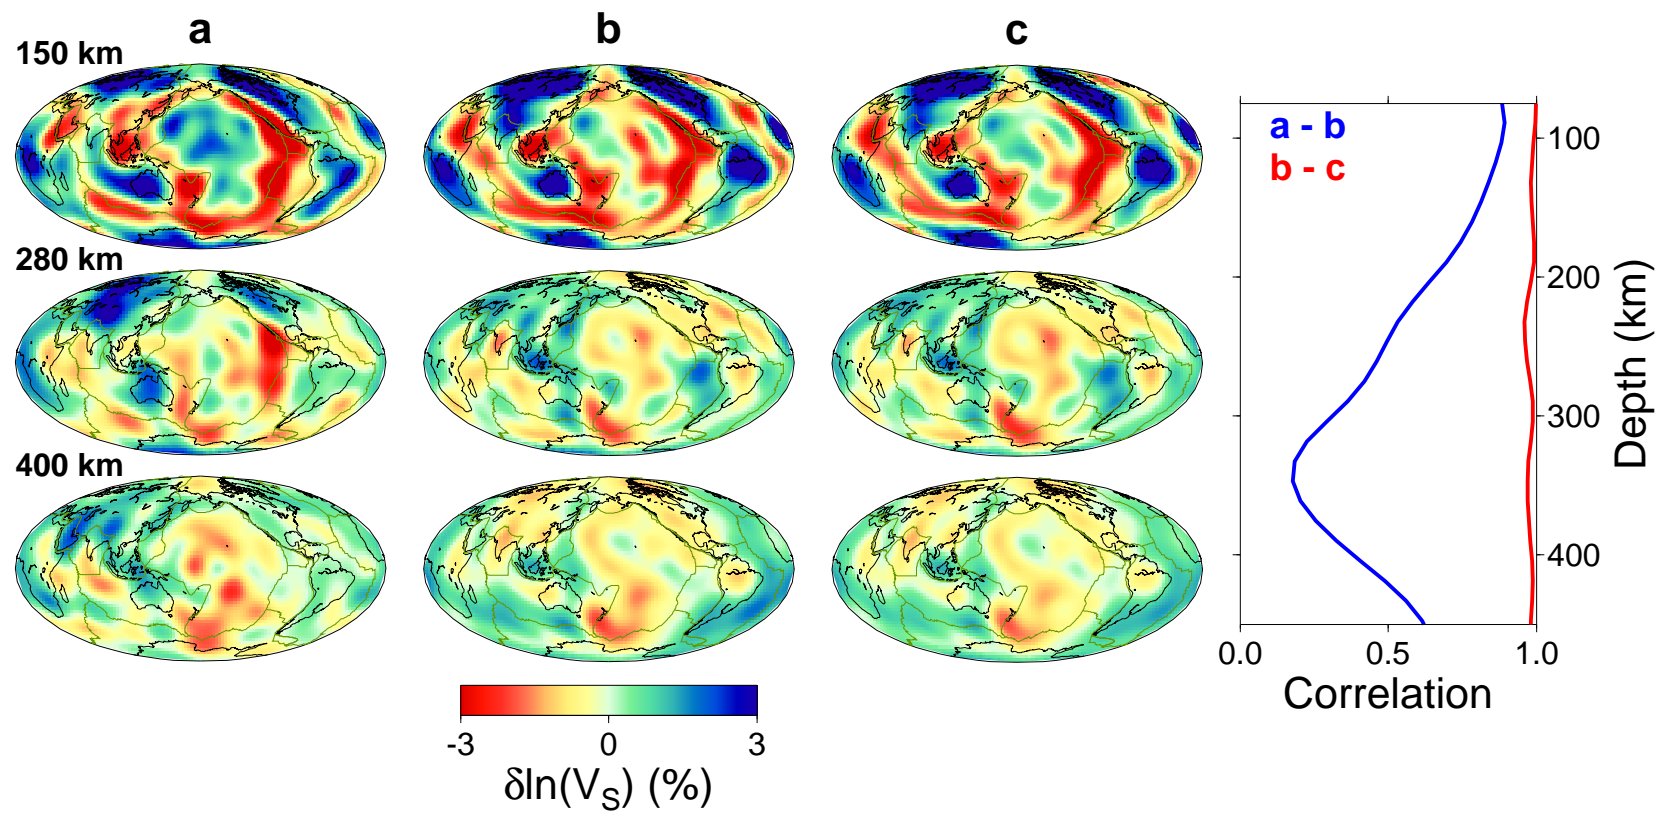 a
b
c
150 km
280 km
400 km
-3
0
3
δln(VS) (%)
a - b
b - c
100
200
300
400
Depth (km)
0.0
0.5
1.0
Correlation